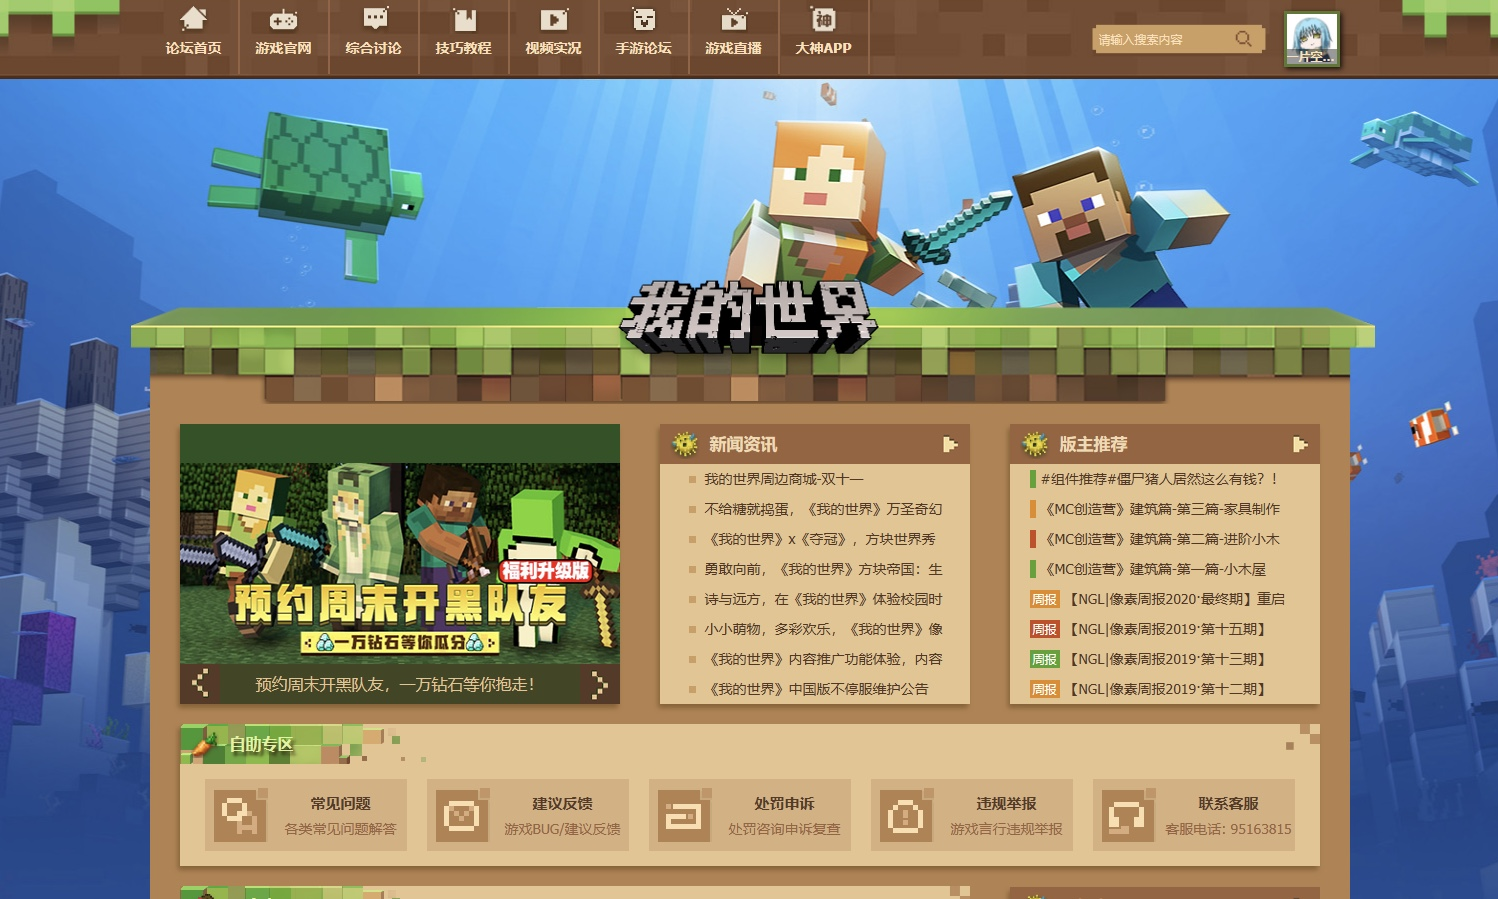 论坛首页
游戏官网
综合讨论
技巧教程
视频实况
手游论坛
游戏直播
神
大神APP
请输入搜索内容
一片空...
我的世界
福利升级版
预约周末开黑队友
一万钻石等你瓜分
预约周末开黑队友，一万钻石等你抱走！
新闻资讯
我的世界周边商城-双十一
不给糖就捣蛋，《我的世界》万圣奇幻
《我的世界》x《夺冠》，方块世界秀
勇敢向前，《我的世界》方块帝国：生
诗与远方，在《我的世界》体验校园时
小小萌物，多彩欢乐，《我的世界》像
《我的世界》内容推广功能体验，内容
《我的世界》中国版不停服维护公告
版主推荐
#组件推荐#僵尸猪人居然这么有钱？！
《MC创造营》建筑篇-第三篇-家具制作
《MC创造营》建筑篇-第二篇-进阶小木
《MC创造营》建筑篇-第一篇-小木屋
周报 【NGL|像素周报2020·最终期】重启
周报 【NGL|像素周报2019·第十五期】
周报 【NGL|像素周报2019·第十三期】
周报 【NGL|像素周报2019·第十二期】
自助专区
常见问题
各类常见问题解答
建议反馈
游戏BUG/建议反馈
处罚申诉
处罚咨询申诉复查
违规举报
游戏言行违规举报
联系客服
客服电话: 95163815